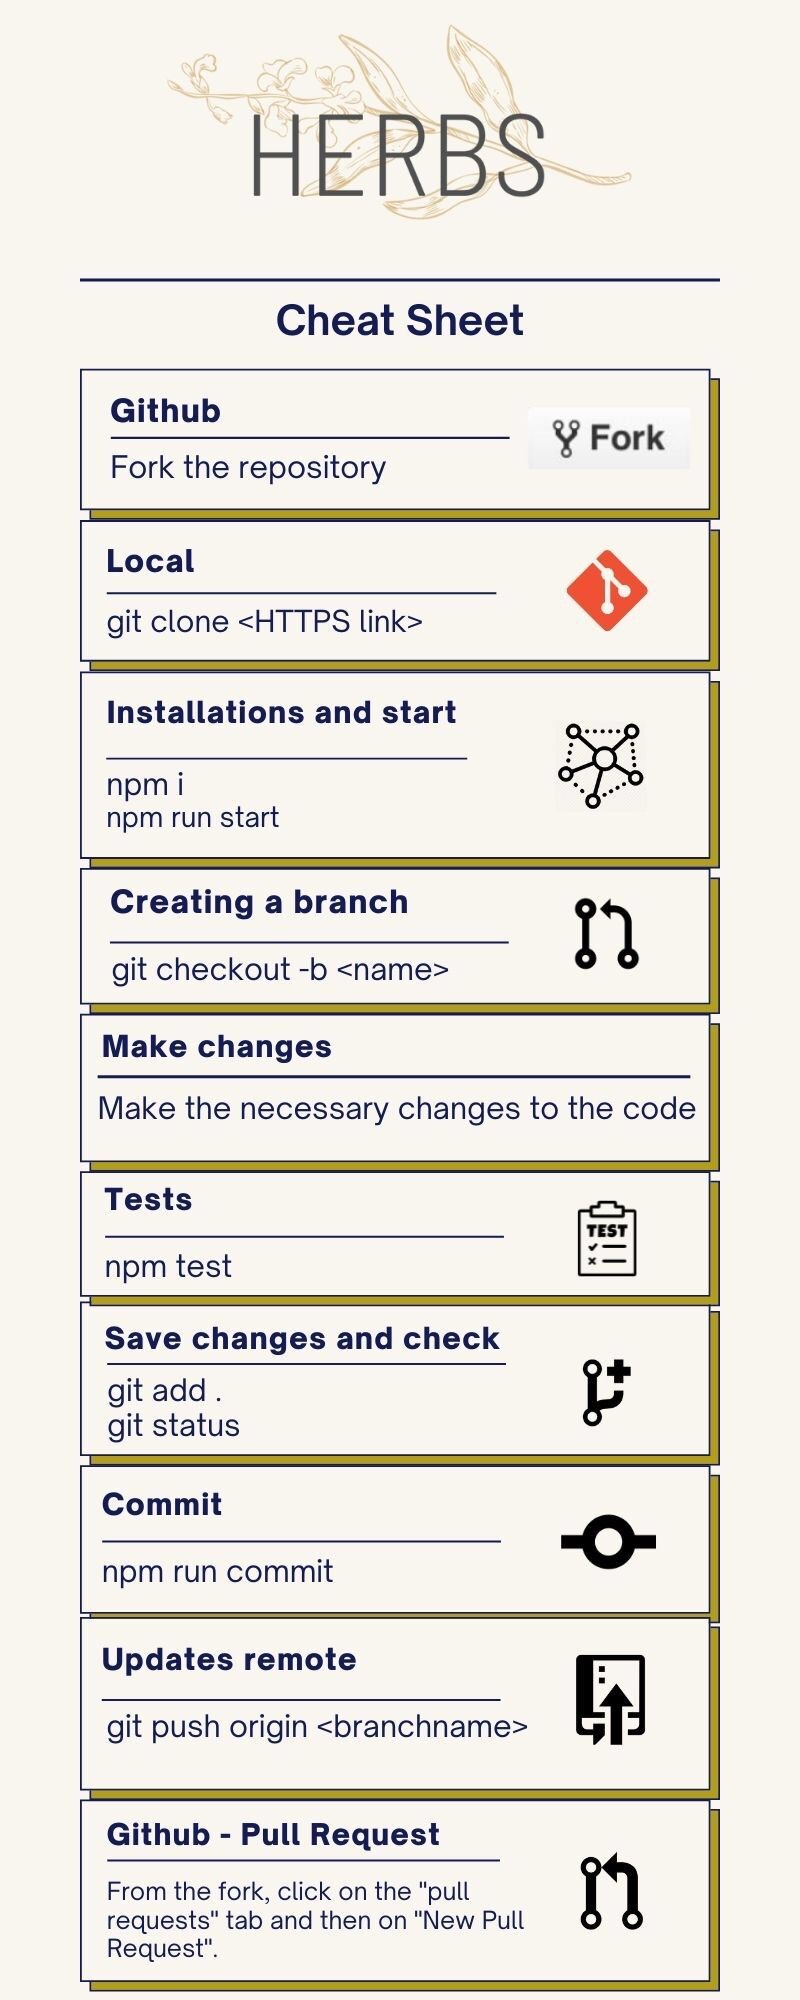 HERBS
Cheat Sheet
Github
Fork the repository
Fork
Local
git clone <HTTPS link>
Installations and start
npm i
npm run start
Creating a branch
git checkout -b <name>
Make changes
Make the necessary changes to the code
Tests
npm test
TEST
Save changes and check
git add .
git status
Commit
npm run commit
Updates remote
git push origin <branchname>
Github - Pull Request
From the fork, click on the "pull
requests" tab and then on "New Pull
Request".